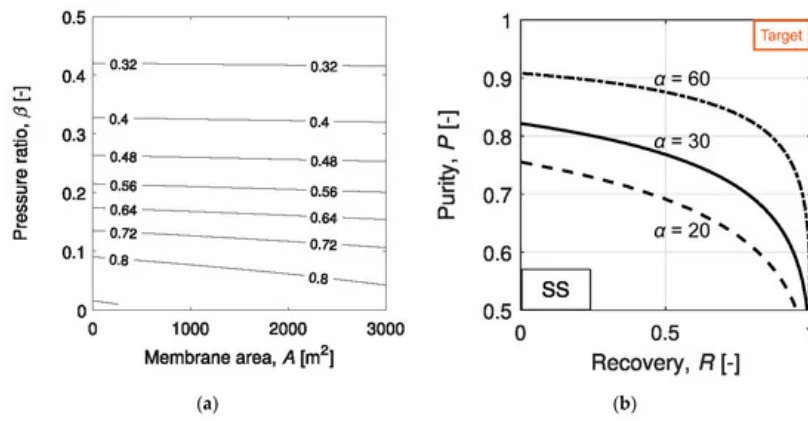 0.5
0.4
0.3
0.2
0.1
0
Pressure ratio, β [-]
0.32 0.32
0.4 0.4
0.48 0.48
0.56 0.56
0.64 0.64
0.72 0.72
0.8 0.8
0 1000 2000 3000
Membrane area, A [m²]
(a)
1
0.9
0.8
0.7
0.6
0.5
Purity, P [-]
Target
α = 60
α = 30
α = 20
SS
0 0.5
Recovery, R [-]
(b)